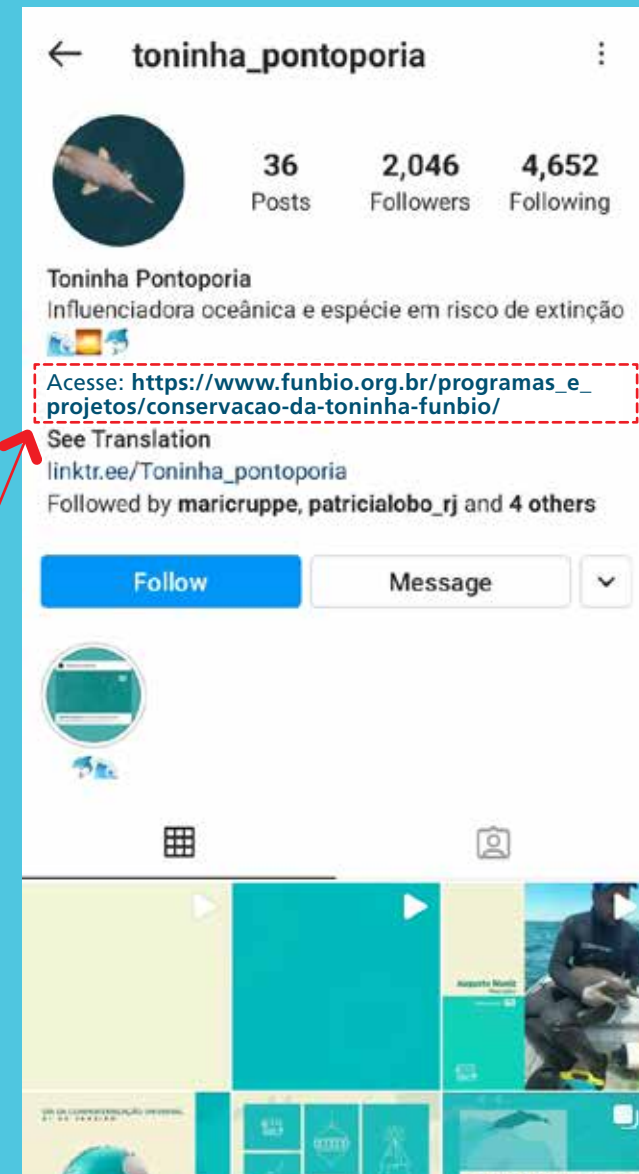 toninha_pontoporia
36 2,046 4,652
Posts Followers Following
Toninha Pontoporia
Influenciadora oceânica e espécie em risco de extinção
Acesse: https://www.funbio.org.br/programas_e_
projetos/conservacao-da-toninha-funbio/
See Translation
linktr.ee/Toninha_pontoporia
Followed by maricruppe, patricialobo_rj and 4 others
Follow Message